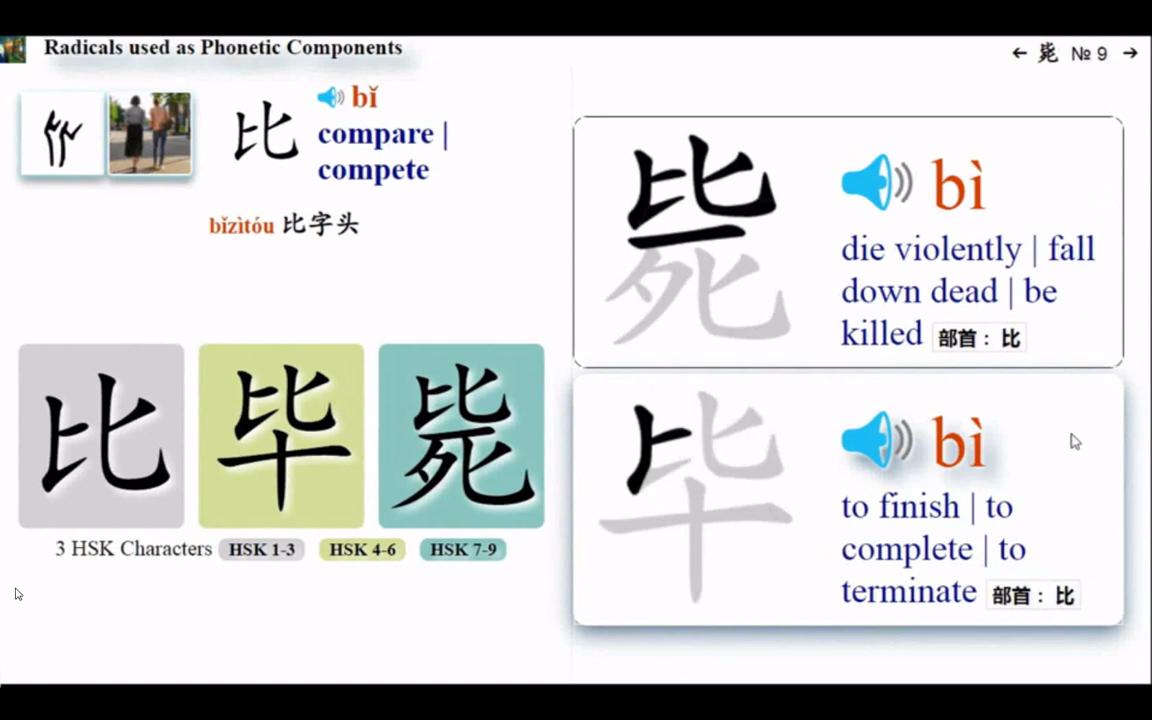 Radicals used as Phonetic Components
← 毙 № 9 →
比
bǐ
compare |
compete
bǐzìtóu 比字头
比 毕 毙
3 HSK Characters HSK 1-3 HSK 4-6 HSK 7-9
毙
bì
die violently | fall
down dead | be
killed 部首： 比
毕
bì
to finish | to
complete | to
terminate 部首： 比